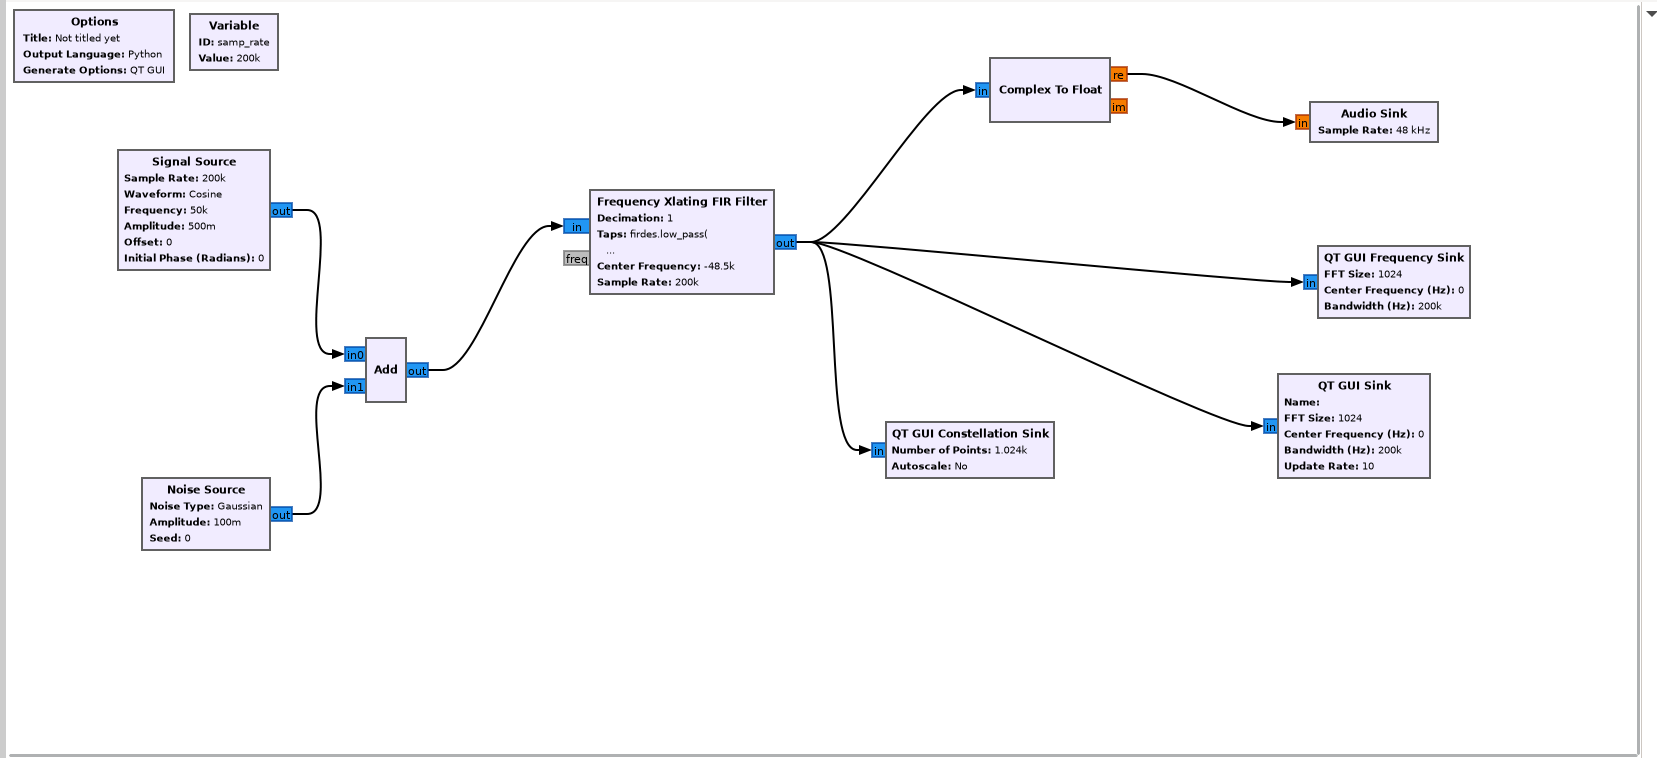 Options
Title: Not titled yet
Output Language: Python
Generate Options: QT GUI
Variable
ID: samp_rate
Value: 200k
Signal Source
Sample Rate: 200k
Waveform: Cosine
Frequency: 50k
Amplitude: 500m
Offset: 0
Initial Phase (Radians): 0
out
Noise Source
Noise Type: Gaussian
Amplitude: 100m
Seed: 0
out
in0
in1
Add
out
in
freq
Frequency Xlating FIR Filter
Decimation: 1
Taps: firdes.low_pass(
...
Center Frequency: -48.5k
Sample Rate: 200k
out
in
Complex To Float
re
im
in
Audio Sink
Sample Rate: 48 kHz
in
QT GUI Frequency Sink
FFT Size: 1024
Center Frequency (Hz): 0
Bandwidth (Hz): 200k
in
QT GUI Sink
Name:
FFT Size: 1024
Center Frequency (Hz): 0
Bandwidth (Hz): 200k
Update Rate: 10
in
QT GUI Constellation Sink
Number of Points: 1.024k
Autoscale: No